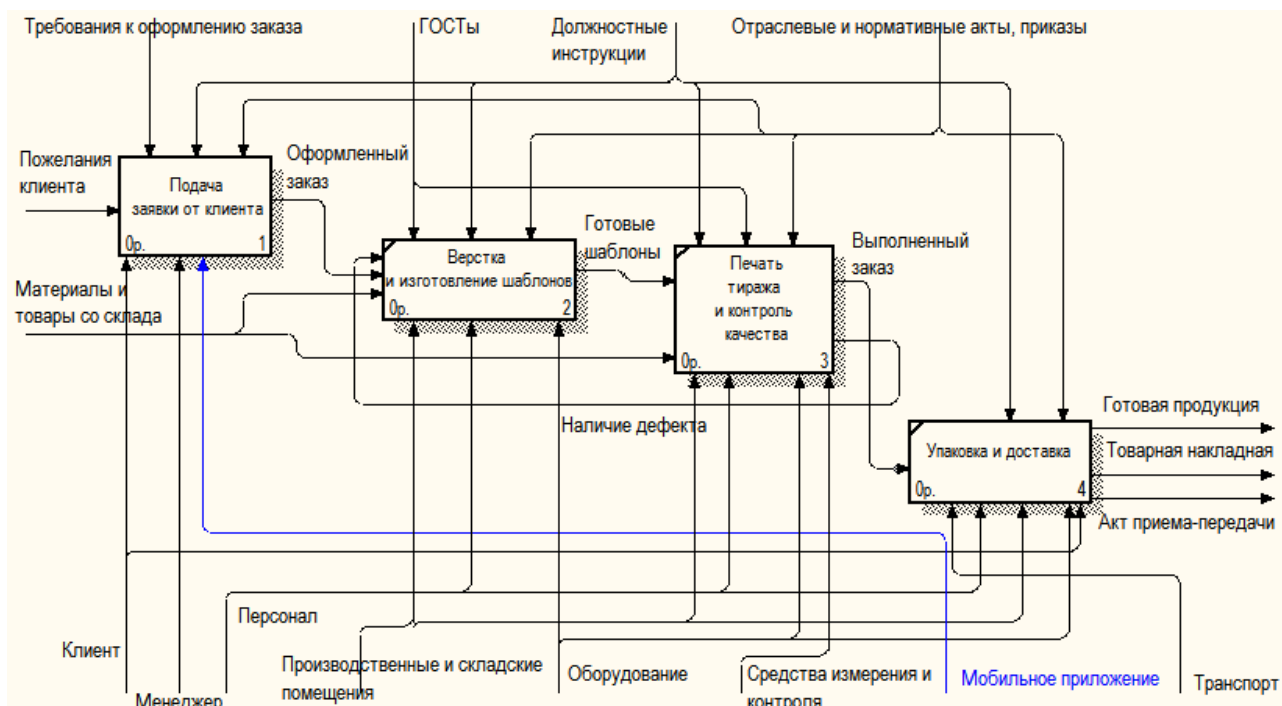 Требования к оформлению заказа
ГОСТы
Должностные
инструкции
Отраслевые и нормативные акты, приказы
Пожелания
клиента
Подача
заявки от клиента
0р.
1
Оформленный
заказ
Верстка
и изготовление шаблонов
0р.
2
Готовые
шаблоны
Печать
тиража
и контроль
качества
0р.
3
Выполненный
заказ
Материалы и
товары со склада
Наличие дефекта
Упаковка и доставка
0р.
4
Готовая продукция
Товарная накладная
Акт приема-передачи
Клиент
Менеджер
Персонал
Производственные и складские
помещения
Оборудование
Средства измерения и
контроля
Мобильное приложение
Транспорт